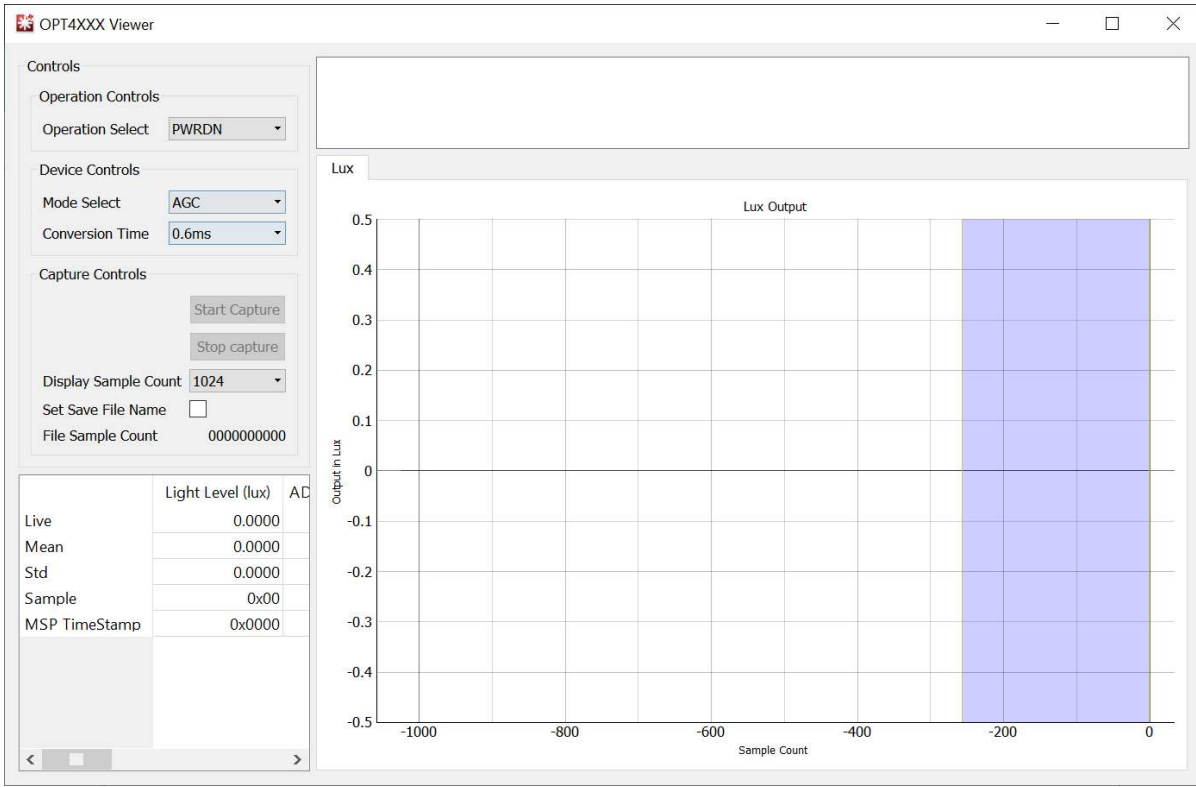 OPT4XXX Viewer
Controls
Operation Controls
Operation Select PWRDN
Device Controls
Mode Select AGC
Conversion Time 0.6ms
Capture Controls
Start Capture
Stop capture
Display Sample Count 1024
Set Save File Name
File Sample Count 0000000000
Light Level (lux) AD
Live 0.0000
Mean 0.0000
Std 0.0000
Sample 0x00
MSP TimeStamp 0x0000
Lux
Lux Output
0.5
0.4
0.3
0.2
0.1
0
-0.1
-0.2
-0.3
-0.4
-0.5
Output in Lux
-1000 -800 -600 -400 -200 0
Sample Count